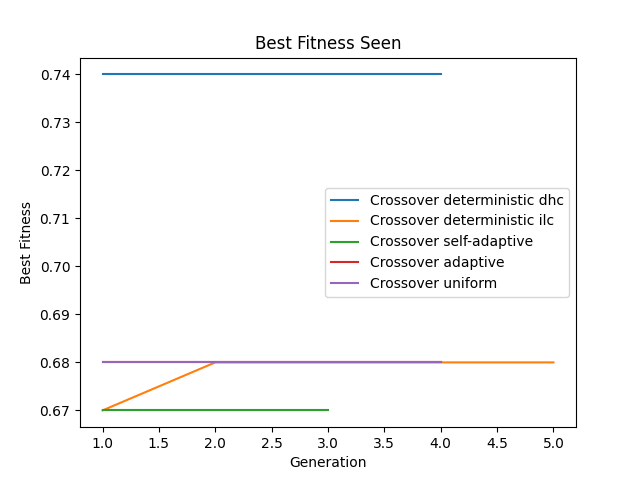 Best Fitness Seen
0.74
0.73
0.72
0.71
0.70
0.69
0.68
0.67
Best Fitness
Crossover deterministic dhc
Crossover deterministic ilc
Crossover self-adaptive
Crossover adaptive
Crossover uniform
1.0 1.5 2.0 2.5 3.0 3.5 4.0 4.5 5.0
Generation